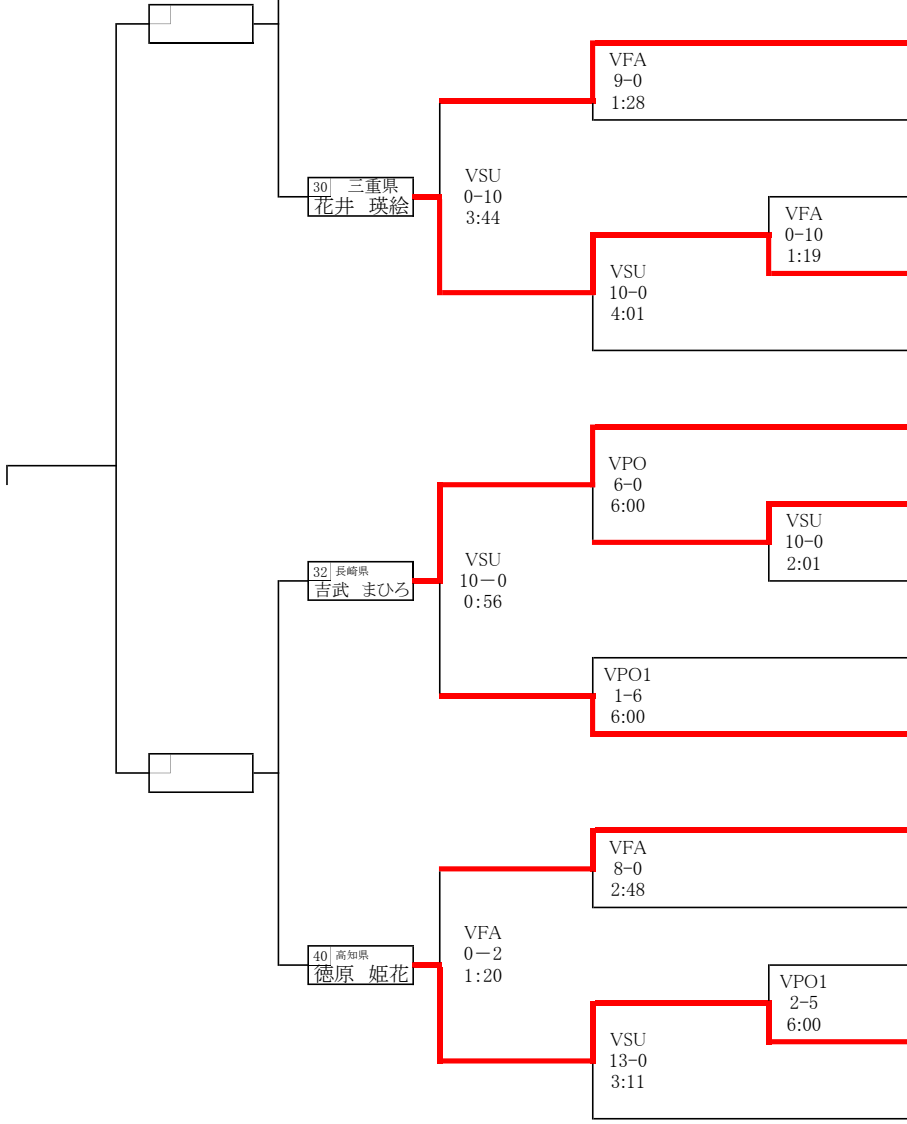 VFA
9-0
1:28
30 三重県
花井 瑛絵
VSU
0-10
3:44
VFA
0-10
1:19
VSU
10-0
4:01
VPO
6-0
6:00
VSU
10-0
2:01
VSU
10-0
0:56
32 長崎県
吉武 まひろ
VPO1
1-6
6:00
VFA
8-0
2:48
VFA
0-2
1:20
40 高知県
徳原 姫花
VPO1
2-5
6:00
VSU
13-0
3:11